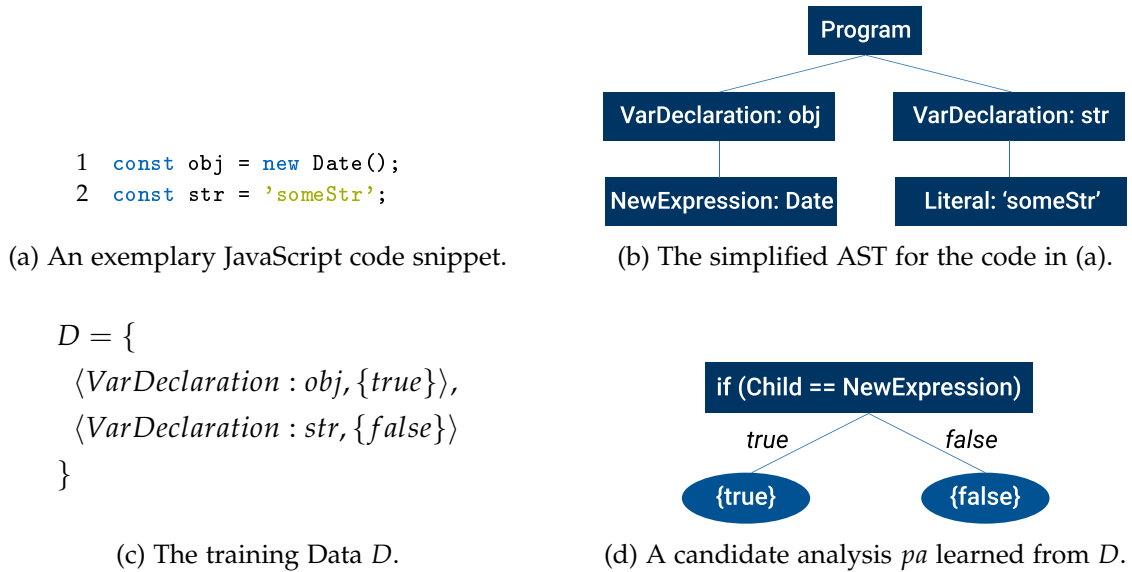 1 const obj = new Date();
2 const str = ’someStr’;
(a) An exemplary JavaScript code snippet.
Program
VarDeclaration: obj
VarDeclaration: str
NewExpression: Date
Literal: ‘someStr’
(b) The simplified AST for the code in (a).
D = {
⟨VarDeclaration : obj, {true}⟩,
⟨VarDeclaration : str, {false}⟩
}
(c) The training Data D.
if (Child == NewExpression)
true
false
{true}
{false}
(d) A candidate analysis pa learned from D.